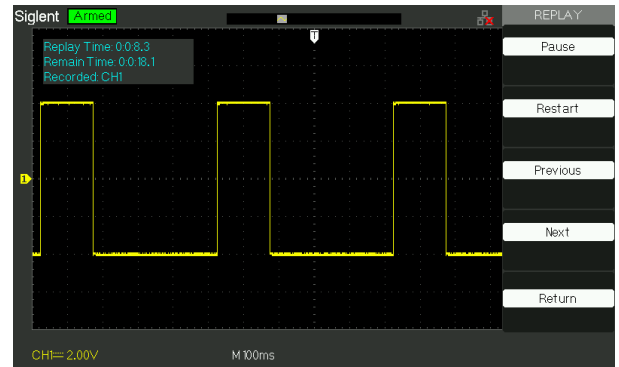 Siglent Armed
T
REPLAY
Replay Time: 0:0:8.3
Remain Time: 0:0:18.1
Recorded: CH1
Pause
Restart
Previous
1
Next
Return
CH1 2.00V
M 100ms